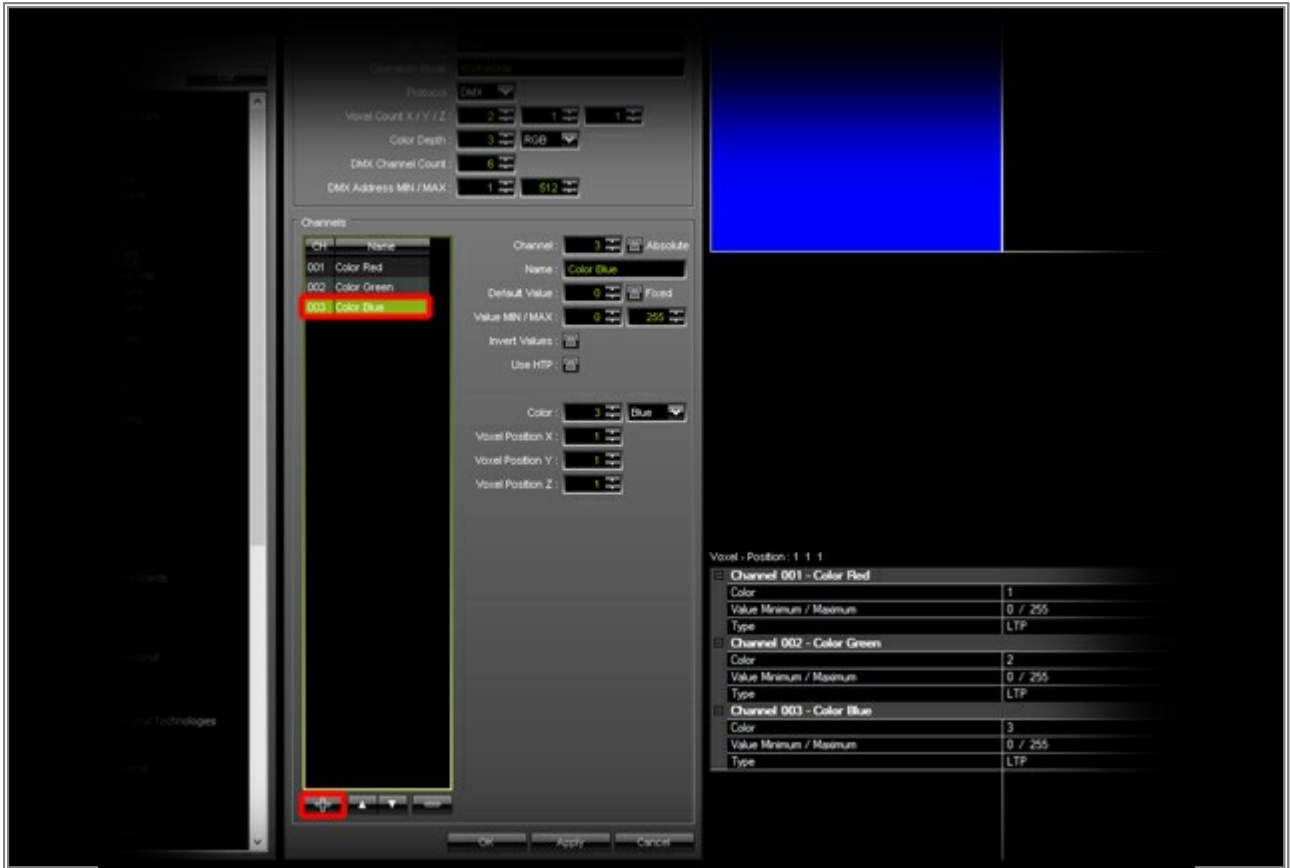 Protocol : DMX
Voxel Count X / Y / Z : 2 1 1
Color Depth : 3 RGB
DMX Channel Count : 6
DMX Address MIN / MAX : 1 512
Channels
CH Name
001 Color Red
002 Color Green
003 Color Blue
Channel : 3 Absolute
Name : Color Blue
Default Value : 0 Fixed
Value MIN / MAX : 0 255
Invert Values :
Use HTP :
Color : 3 Blue
Voxel Position X : 1
Voxel Position Y : 1
Voxel Position Z : 1
Voxel - Position : 1 1 1
Channel 001 - Color Red
Color 1
Value Minimum / Maximum 0 / 255
Type LTP
Channel 002 - Color Green
Color 2
Value Minimum / Maximum 0 / 255
Type LTP
Channel 003 - Color Blue
Color 3
Value Minimum / Maximum 0 / 255
Type LTP
Technologies
OK Apply Cancel